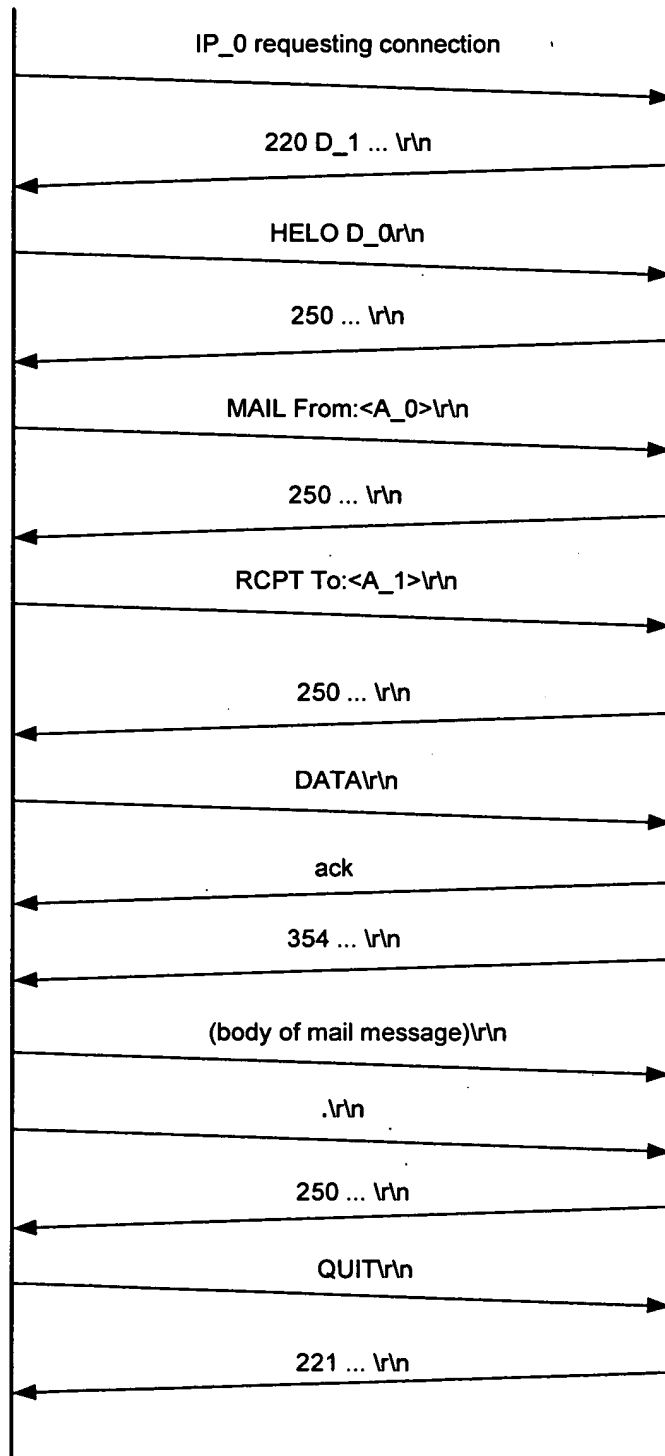 IP_0 requesting connection
220 D_1 ... \r\n
HELO D_0\r\n
250 ... \r\n
MAIL From:<A_0>\r\n
250 ... \r\n
RCPT To:<A_1>\r\n
250 ... \r\n
DATA\r\n
ack
354 ... \r\n
(body of mail message)\r\n
.\r\n
250 ... \r\n
QUIT\r\n
221 ... \r\n